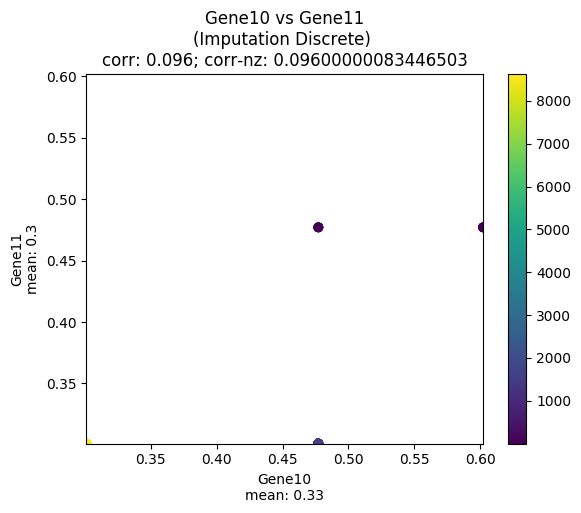 Gene10 vs Gene11
(Imputation Discrete)
corr: 0.096; corr-nz: 0.09600000083446503
0.60
0.55
0.50
0.45
0.40
0.35
Gene11
mean: 0.3
0.35
0.40
0.45
0.50
0.55
0.60
Gene10
mean: 0.33
8000
7000
6000
5000
4000
3000
2000
1000